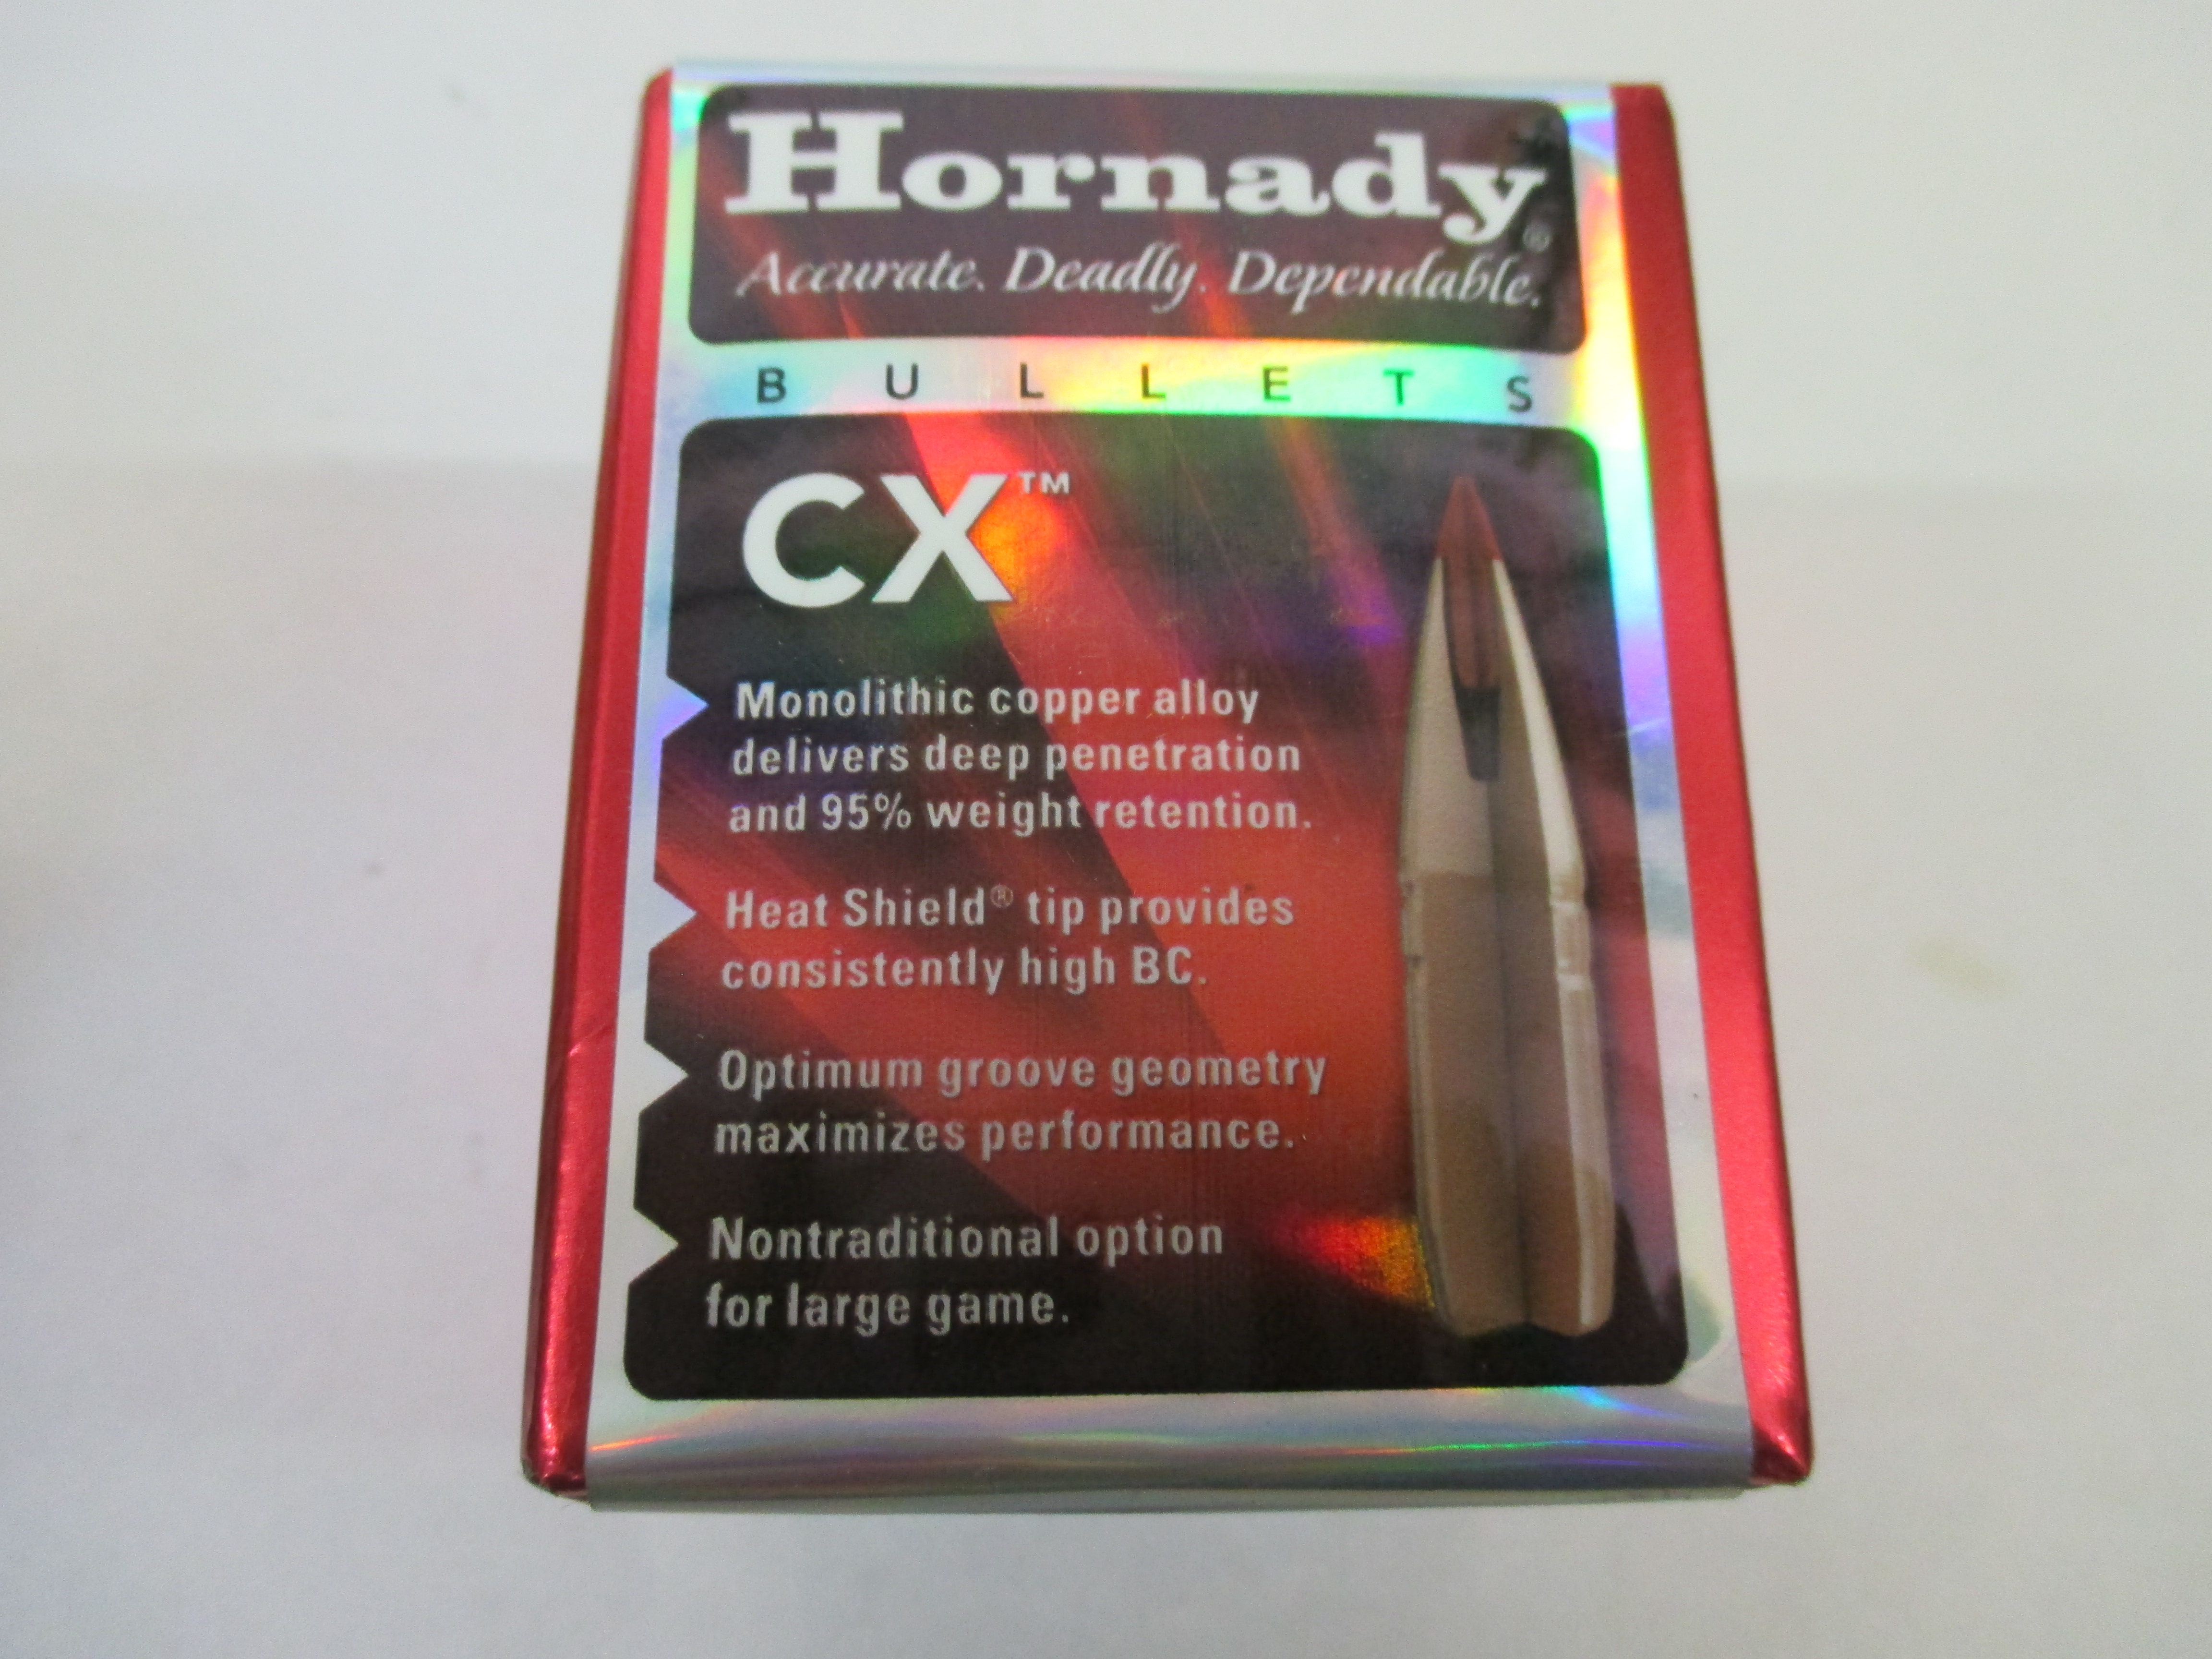 Hornady®
Accurate. Deadly. Dependable.
BULLETS
CX™
Monolithic copper alloy
delivers deep penetration
and 95% weight retention.
Heat Shield® tip provides
consistently high BC.
Optimum groove geometry
maximizes performance.
Nontraditional option
for large game.